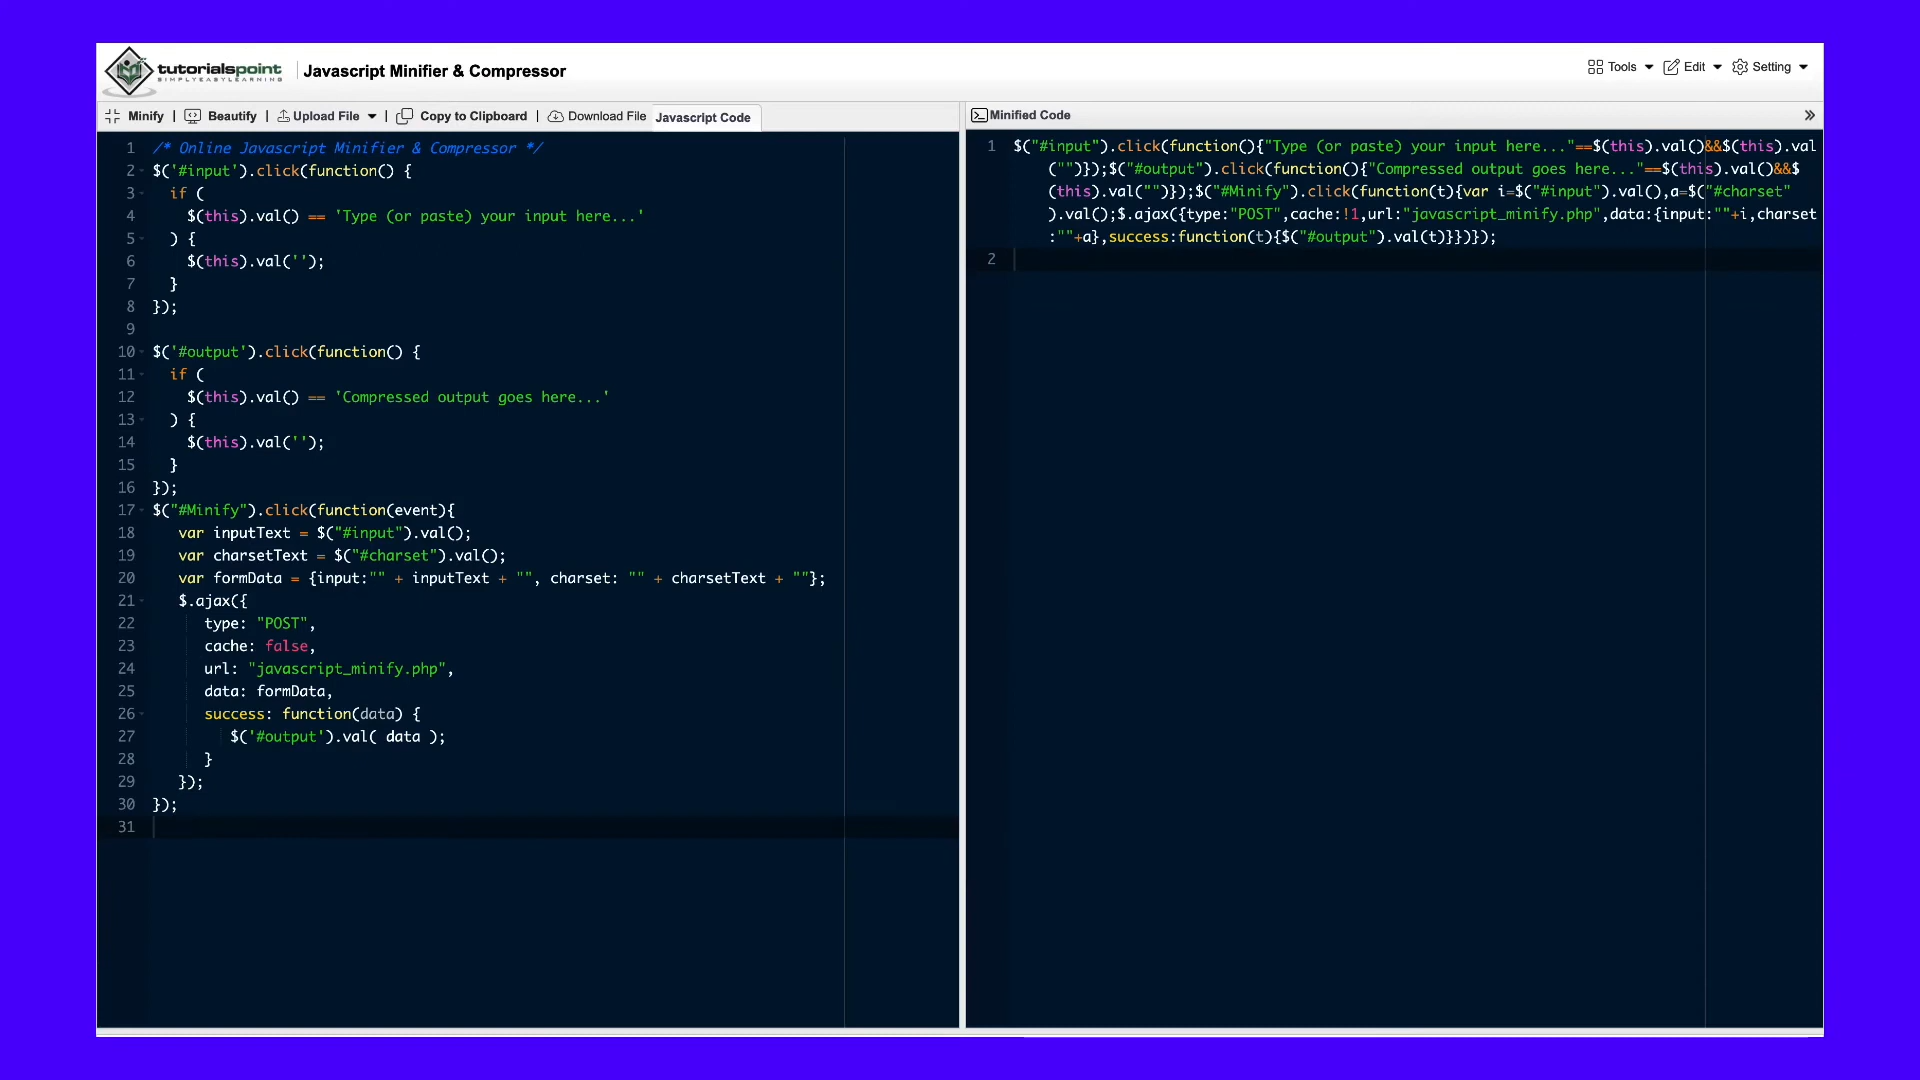 tutorialspoint
SIMPLYEASYLEARNING
Javascript Minifier & Compressor
Tools
Edit
Setting
Minify | Beautify | Upload File | Copy to Clipboard | Download File
Javascript Code
1 /* Online Javascript Minifier & Compressor */
2 $('#input').click(function() {
3   if (
4     $(this).val() == 'Type (or paste) your input here...'
5   ) {
6     $(this).val('');
7   }
8 });
9
10 $('#output').click(function() {
11   if (
12     $(this).val() == 'Compressed output goes here...'
13   ) {
14     $(this).val('');
15   }
16 });
17 $("#Minify").click(function(event){
18    var inputText = $("#input").val();
19    var charsetText = $("#charset").val();
20    var formData = {input:"" + inputText + "", charset: "" + charsetText + ""};
21    $.ajax({
22       type: "POST",
23       cache: false,
24       url: "javascript_minify.php",
25       data: formData,
26       success: function(data) {
27          $('#output').val( data );
28       }
29    });
30 });
31
Minified Code
1 $("#input").click(function(){"Type (or paste) your input here..."==$(this).val()&&$(this).val
("")});$("#output").click(function(){"Compressed output goes here..."==$(this).val()&&$
(this).val("")});$("#Minify").click(function(t){var i=$("#input").val(),a=$("#charset"
).val();$.ajax({type:"POST",cache:!1,url:"javascript_minify.php",data:{input:""+i,charset
:""+a},success:function(t){$("#output").val(t)}})});
2